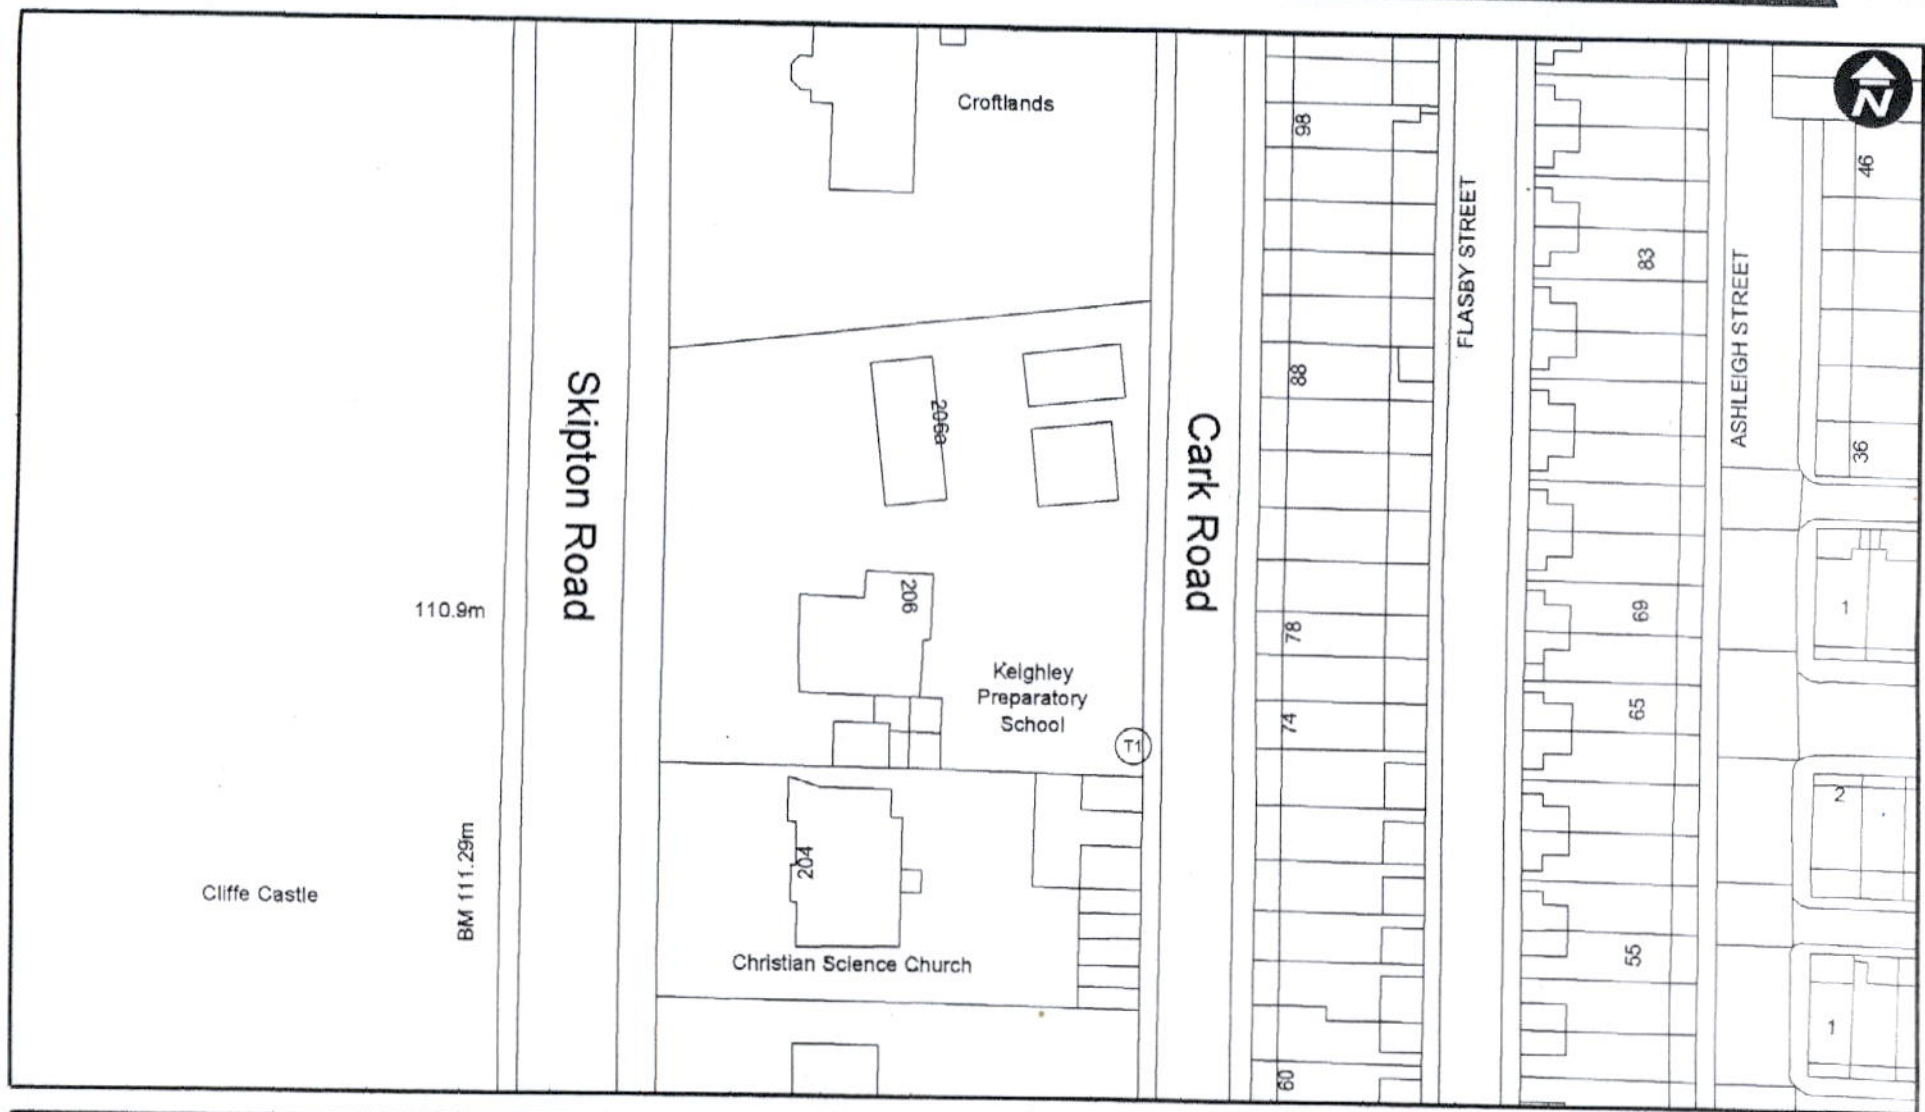 N
Croftlands
98
46
83
FLASBY STREET
ASHLEIGH STREET
88
206a
36
Skipton Road
Cark Road
110.9m
206
78
69
1
Keighley
Preparatory
School
74
65
T1
2
204
BM 111.29m
Cliffe Castle
Christian Science Church
55
1
60